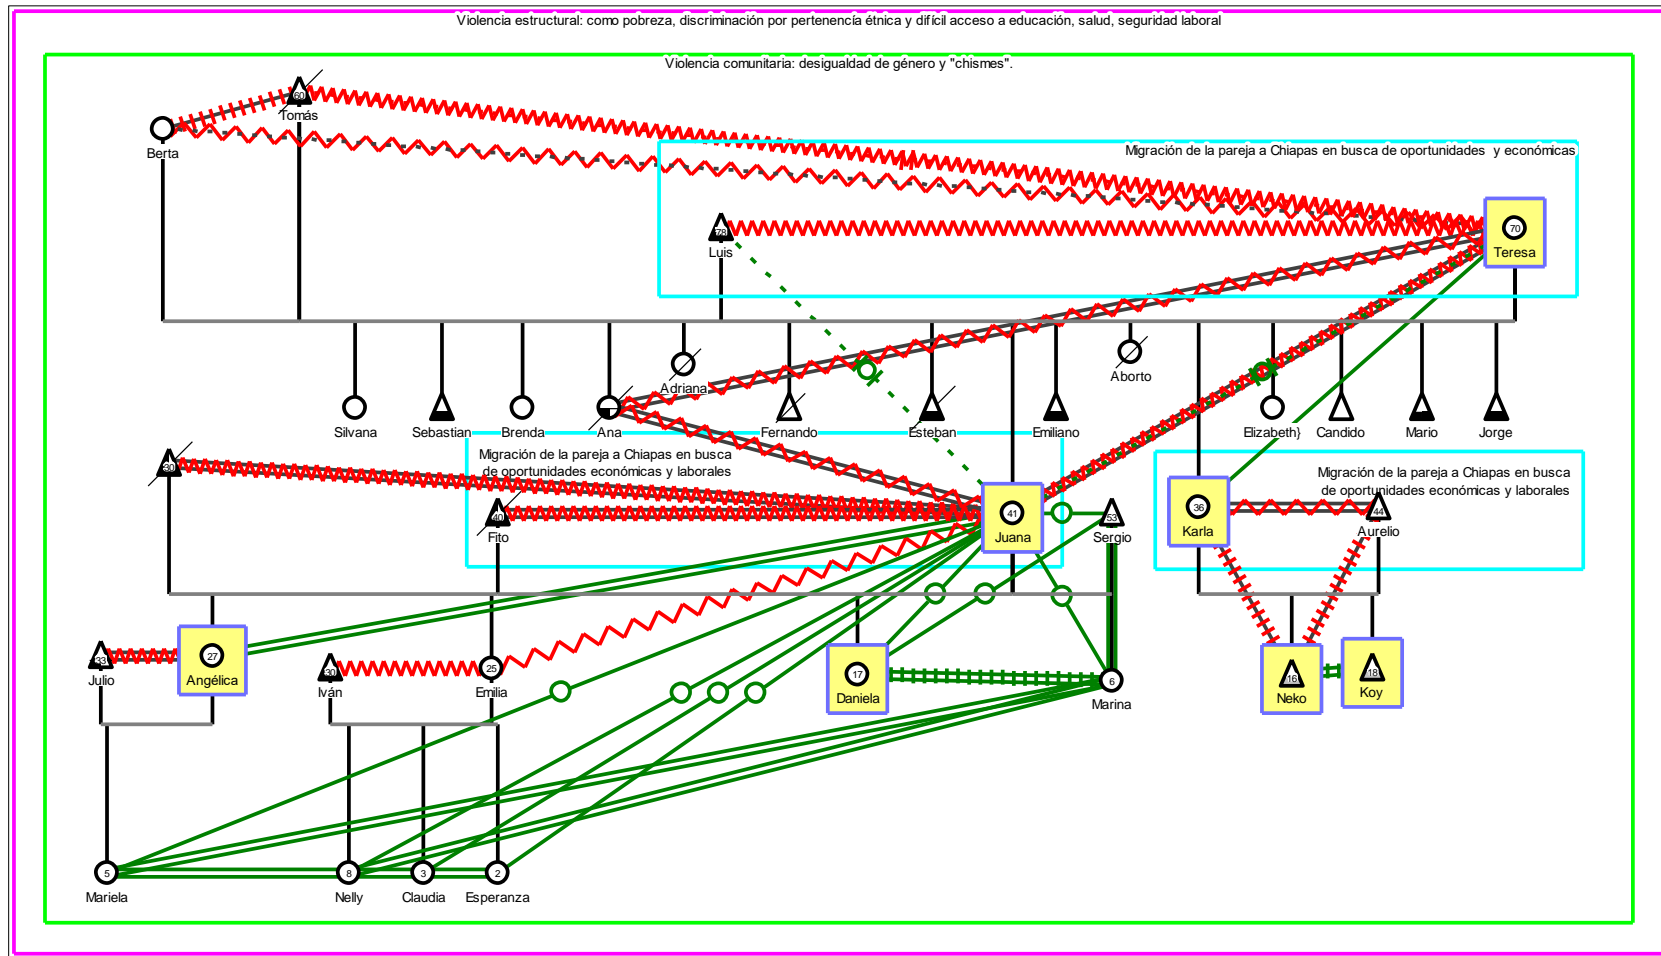 Violencia estructural: como pobreza, discriminación por pertenencía étnica y difícil acceso a educación, salud, seguridad laboral
Violencia comunitaria: desigualdad de género y "chismes".
60
Tomás
Berta
Migración de la pareja a Chiapas en busca de oportunidades y económicas
78
Luis
70
Teresa
Adriana
Aborto
Silvana
Sebastian
Brenda
Ana
Fernando
Esteban
Emiliano
Elizabeth}
Candido
Mario
Jorge
30
Migración de la pareja a Chiapas en busca
de oportunidades económicas y laborales
Migración de la pareja a Chiapas en busca
de oportunidades económicas y laborales
40
Fito
41
Juana
53
Sergio
36
Karla
44
Aurelio
33
Julio
27
Angélica
30
Iván
25
Emilia
17
Daniela
6
Marina
16
Neko
18
Koy
5
Mariela
8
Nelly
3
Claudia
2
Esperanza